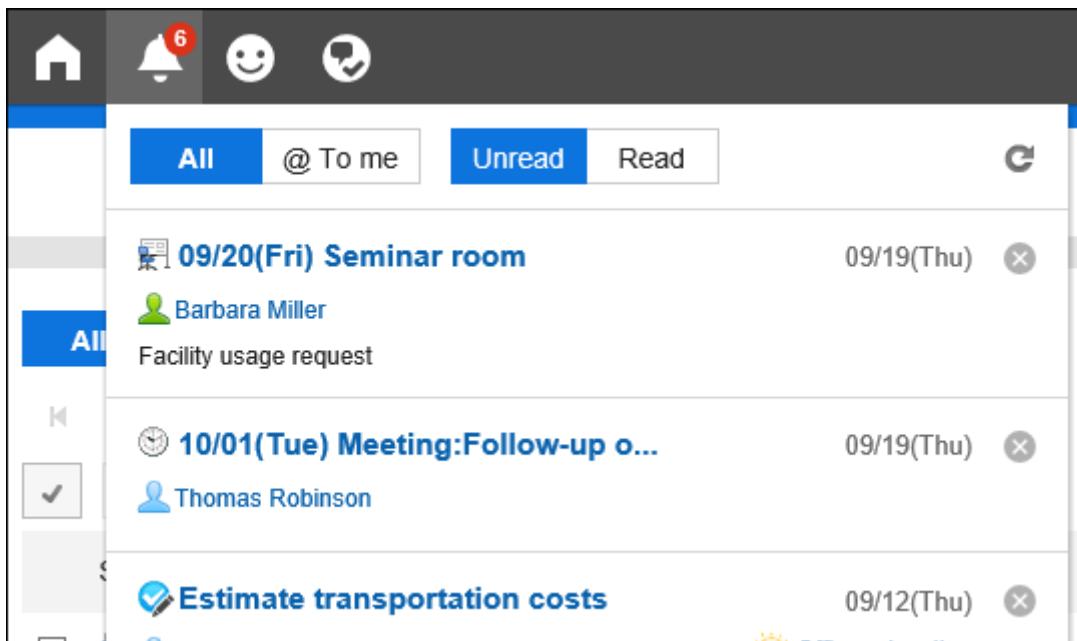 6
All @ To me Unread Read
09/20(Fri) Seminar room 09/19(Thu)
Barbara Miller
All
Facility usage request
10/01(Tue) Meeting:Follow-up o... 09/19(Thu)
Thomas Robinson
Estimate transportation costs 09/12(Thu)